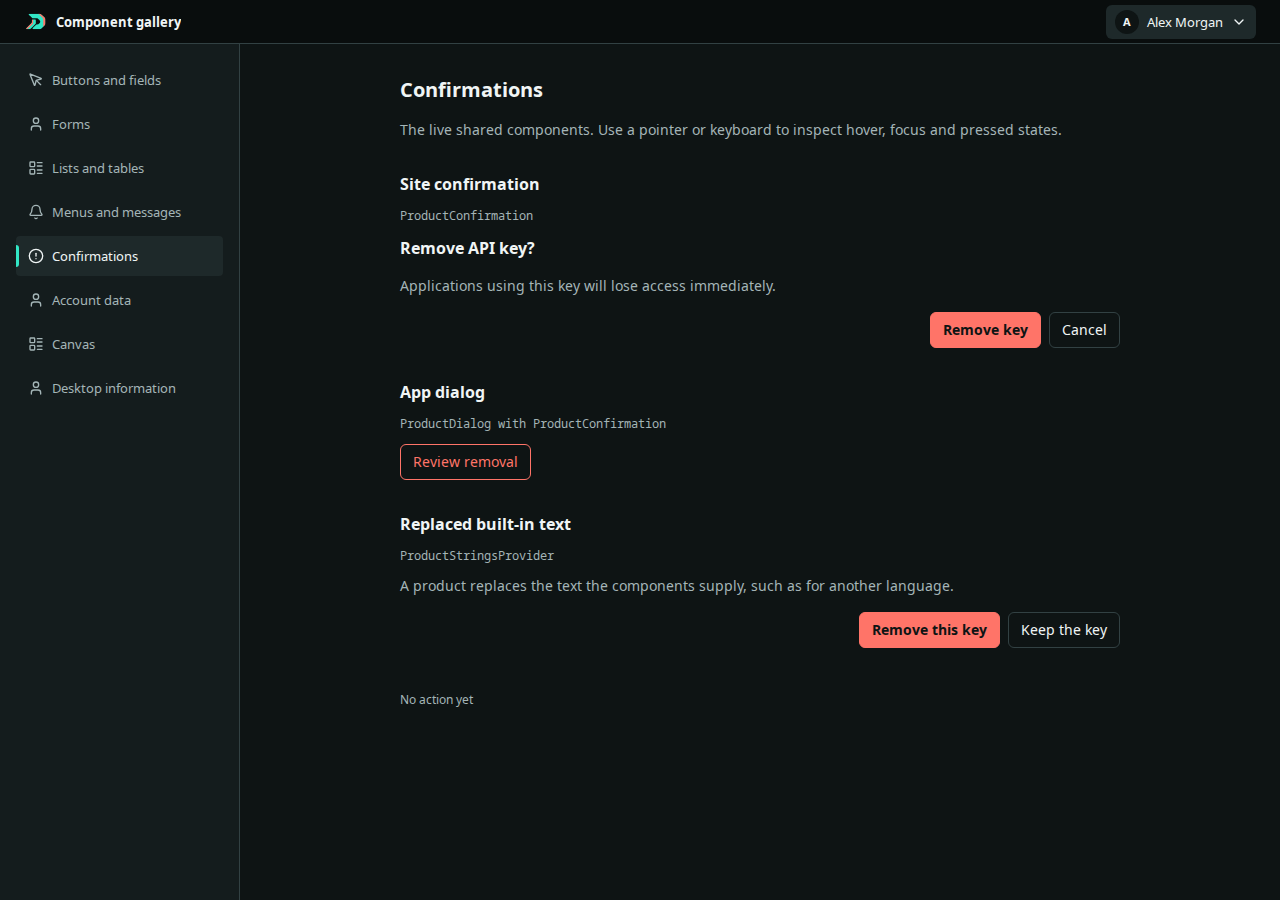 Component gallery
A
Alex Morgan
Buttons and fields
Forms
Lists and tables
Menus and messages
Confirmations
Account data
Canvas
Desktop information
Confirmations
The live shared components. Use a pointer or keyboard to inspect hover, focus and pressed states.
Site confirmation
ProductConfirmation
Remove API key?
Applications using this key will lose access immediately.
Remove key
Cancel
App dialog
ProductDialog with ProductConfirmation
Review removal
Replaced built-in text
ProductStringsProvider
A product replaces the text the components supply, such as for another language.
Remove this key
Keep the key
No action yet